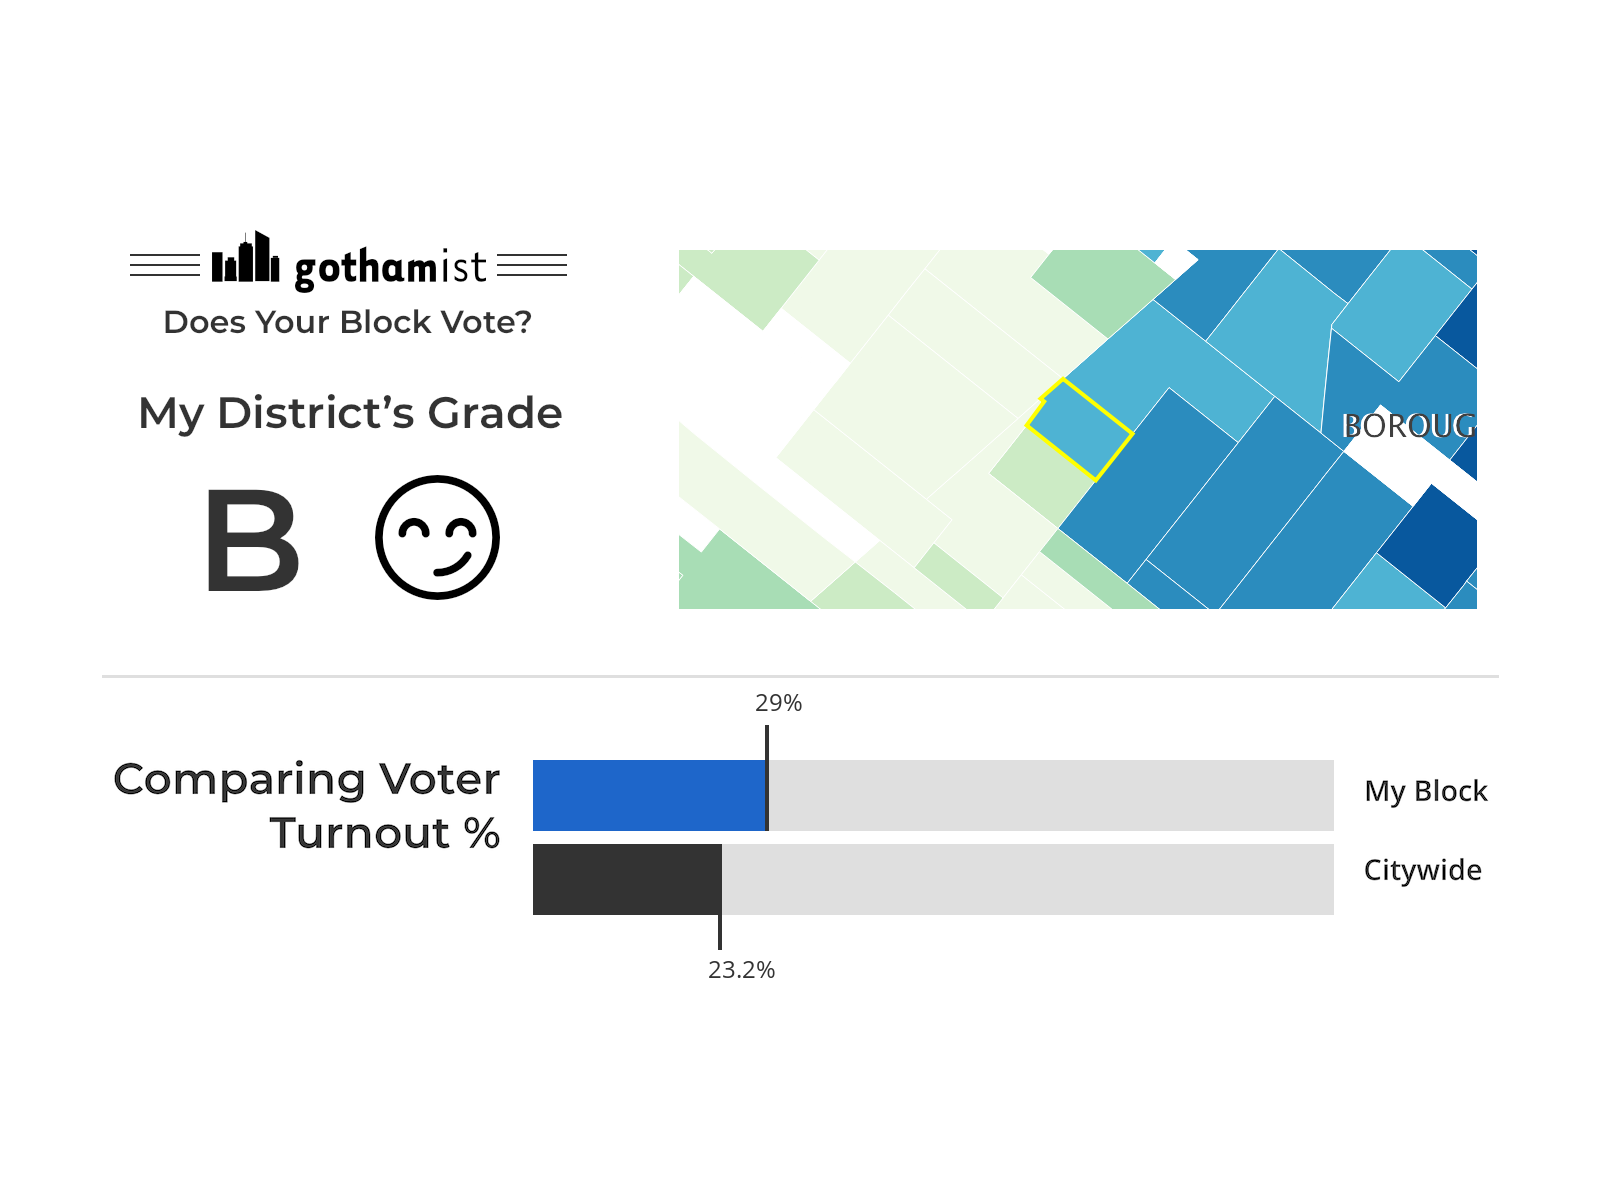 gothamist
Does Your Block Vote?
My District’s Grade
B
BOROUG
29%
Comparing Voter
Turnout %
My Block
Citywide
23.2%